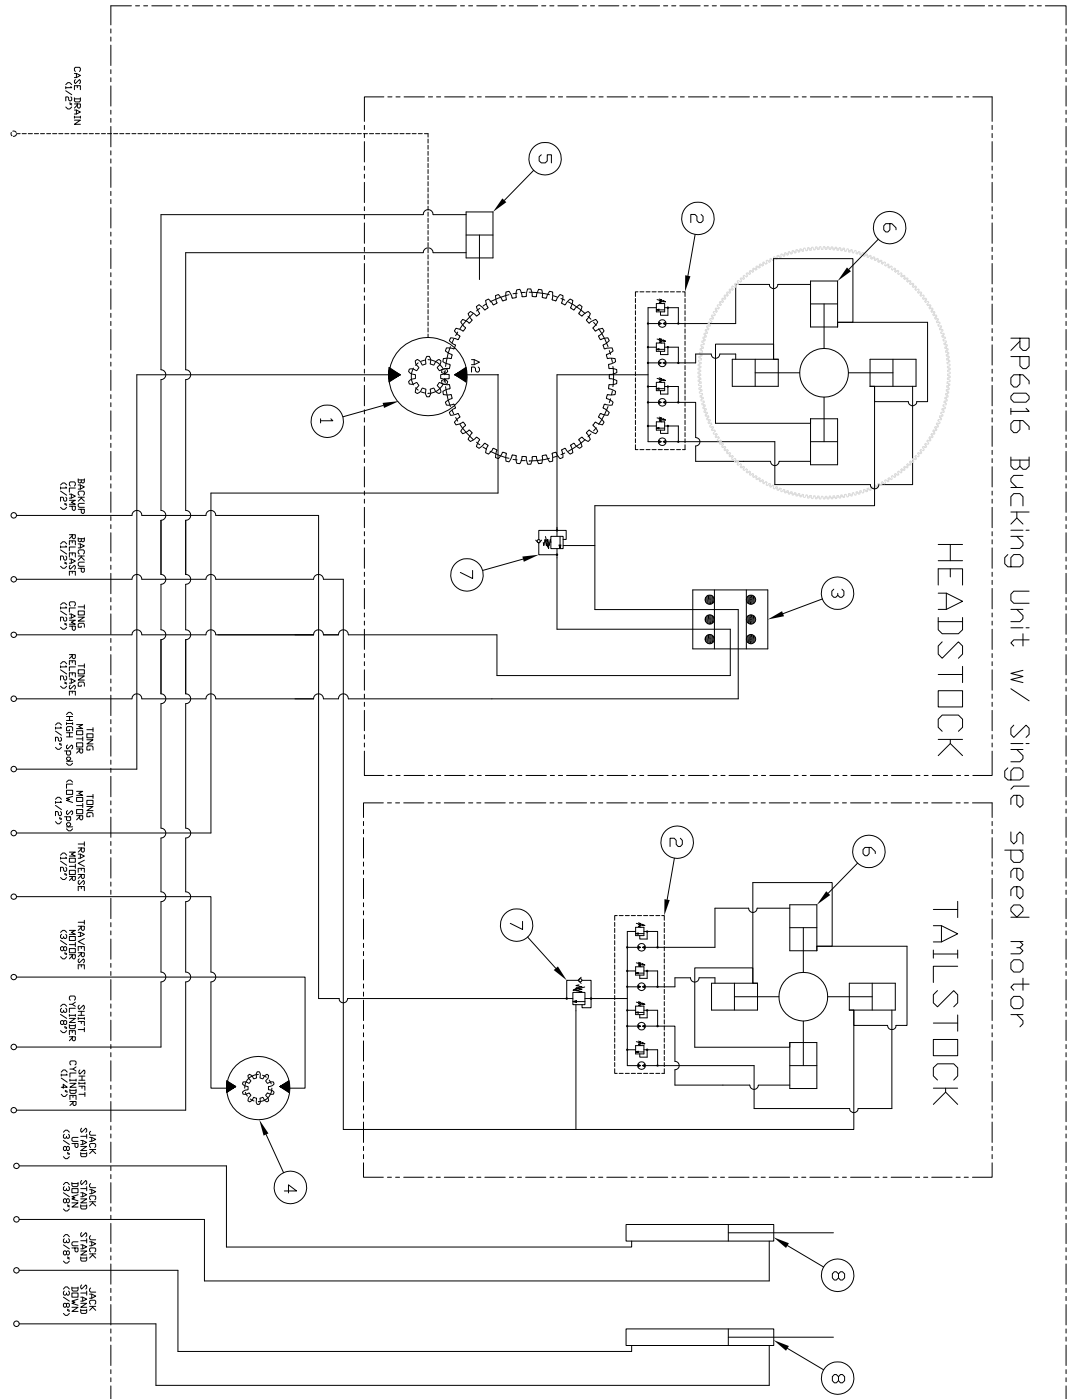 RP6016 Bucking Unit w/ Single speed motor
HEADSTOCK
TAILSTOCK
6
2
5
1
A2
7
3
6
2
7
4
8
8
CASE DRAIN
(1/2")
BACKUP
CLAMP
(1/2")
BACKUP
RELEASE
(1/2")
TONG
CLAMP
(1/2")
TONG
RELEASE
(1/2")
TONG
MOTOR
(HIGH Spd)
(1/2")
TONG
MOTOR
(LOW Spd)
(1/2")
TRAVERSE
MOTOR
(1/2")
TRAVERSE
MOTOR
(3/8")
SHIFT
CYLINDER
(3/8")
SHIFT
CYLINDER
(1/4")
JACK
STAND
UP
(3/8")
JACK
STAND
DOWN
(3/8")
JACK
STAND
UP
(3/8")
JACK
STAND
DOWN
(3/8")